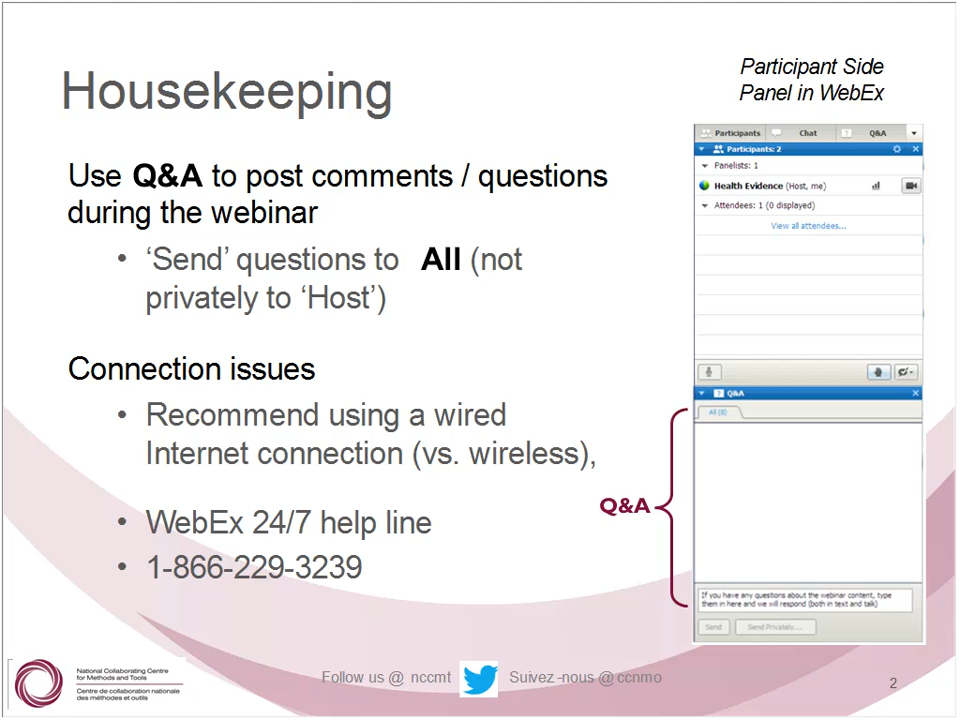 Housekeeping
Participant Side
Panel in WebEx
Use Q&A to post comments / questions
during the webinar
• ‘Send’ questions to All (not
privately to ‘Host’)
Connection issues
• Recommend using a wired
Internet connection (vs. wireless),
• WebEx 24/7 help line
• 1-866-229-3239
Participants Chat Q&A
Participants: 2
Panelists: 1
Health Evidence (Host, me)
Attendees: 1 (0 displayed)
View all attendees...
Q&A
All (0)
Q&A
If you have any questions about the webinar content, type
them in here and we will respond (both in text and talk)
Send Send Privately...
National Collaborating Centre
for Methods and Tools
Centre de collaboration nationale
des méthodes et outils
Follow us @ nccmt Suivez-nous @ ccnmo
2